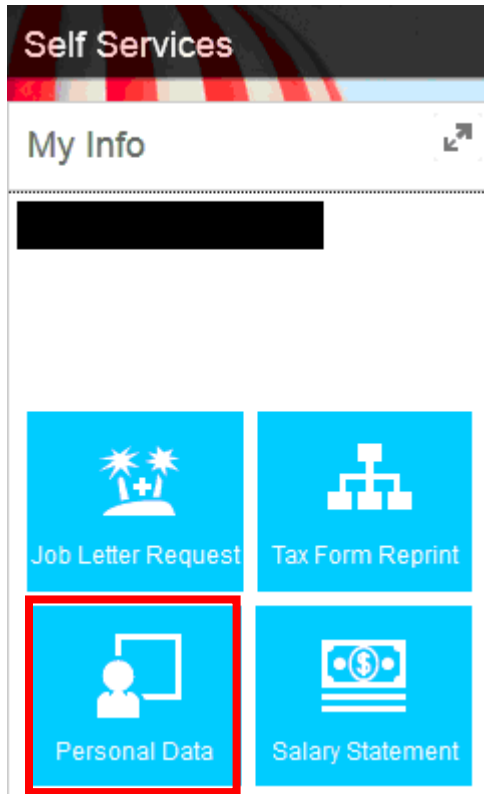 Self Services
My Info
Job Letter Request
Tax Form Reprint
Personal Data
Salary Statement